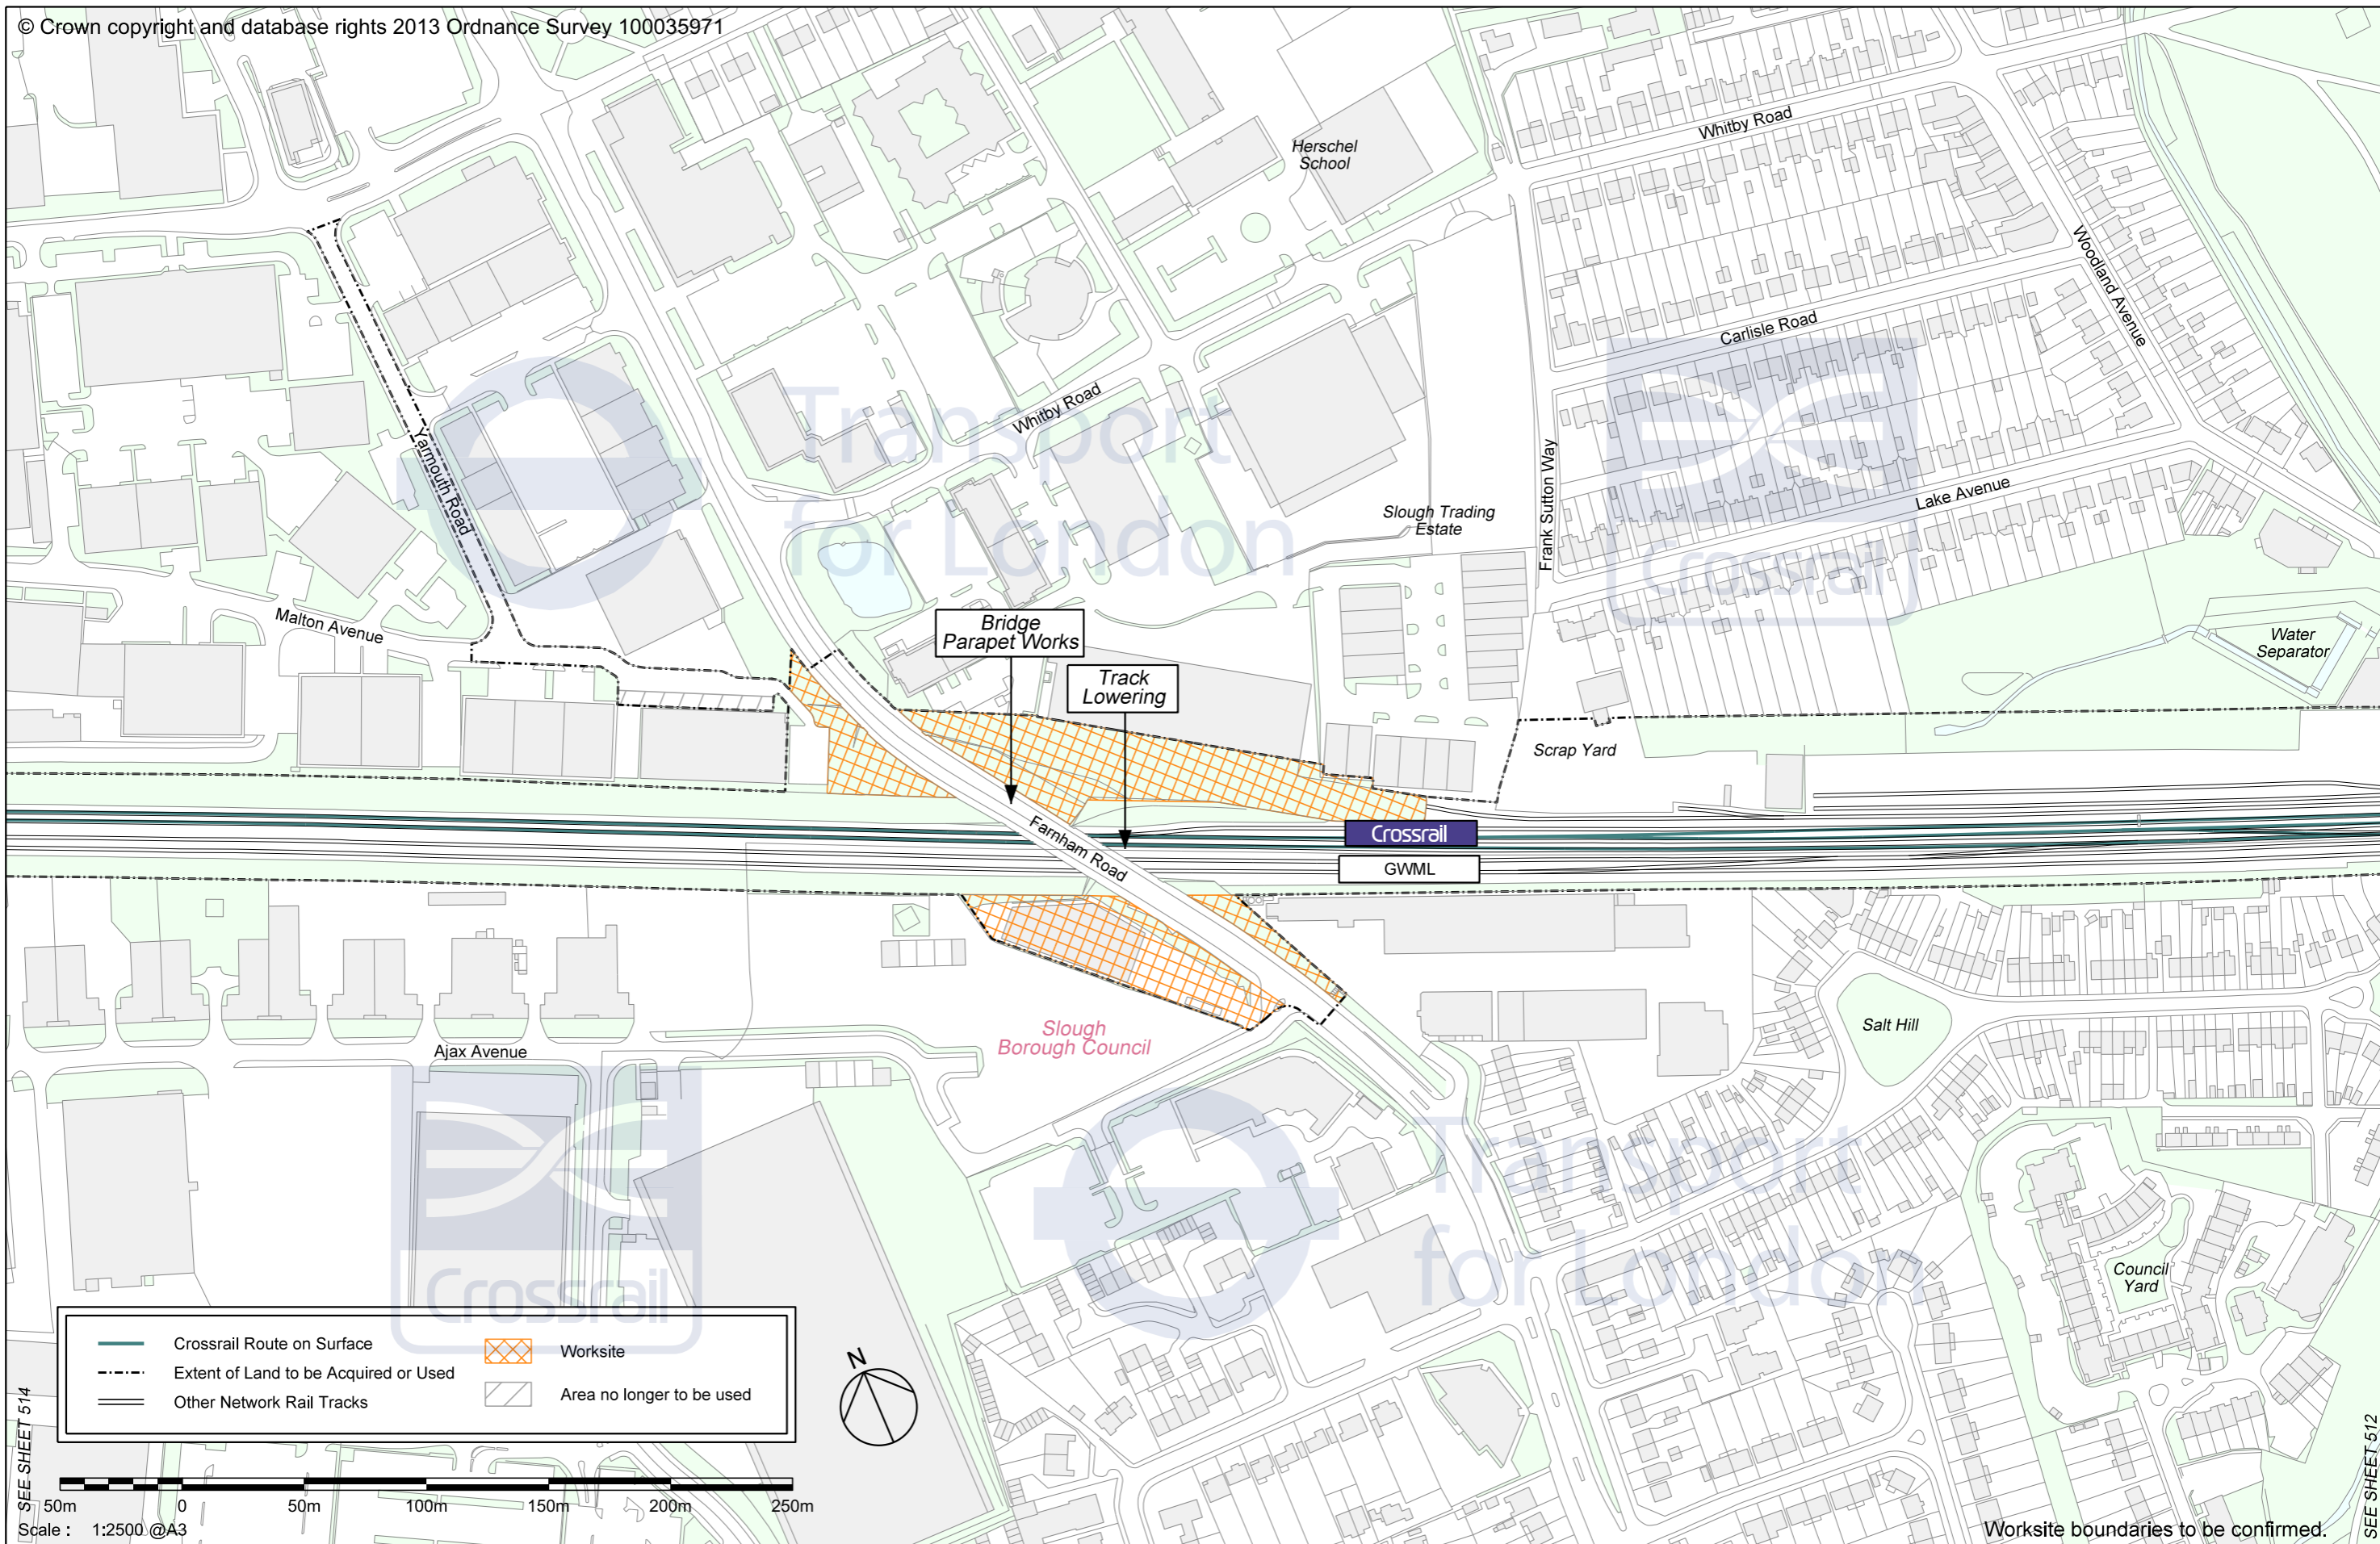 © Crown copyright and database rights 2013 Ordnance Survey 100035971
Herschel
School
Whitby Road
Woodland Avenue
Carlisle Road
Transport
for London
Whitby Road
Crossrail
Yarmouth Road
Frank Sutton Way
Lake Avenue
Slough Trading
Estate
Malton Avenue
Bridge
Parapet Works
Track
Lowering
Water
Separator
Scrap Yard
Crossrail
Farnham Road
GWML
Slough
Borough Council
Salt Hill
Ajax Avenue
Transport
for London
Crossrail
Council
Yard
Crossrail Route on Surface
Extent of Land to be Acquired or Used
Other Network Rail Tracks
Worksite
Area no longer to be used
N
SEE SHEET 514
SEE SHEET 512
50m 0 50m 100m 150m 200m 250m
Scale : 1:2500 @A3
Worksite boundaries to be confirmed.